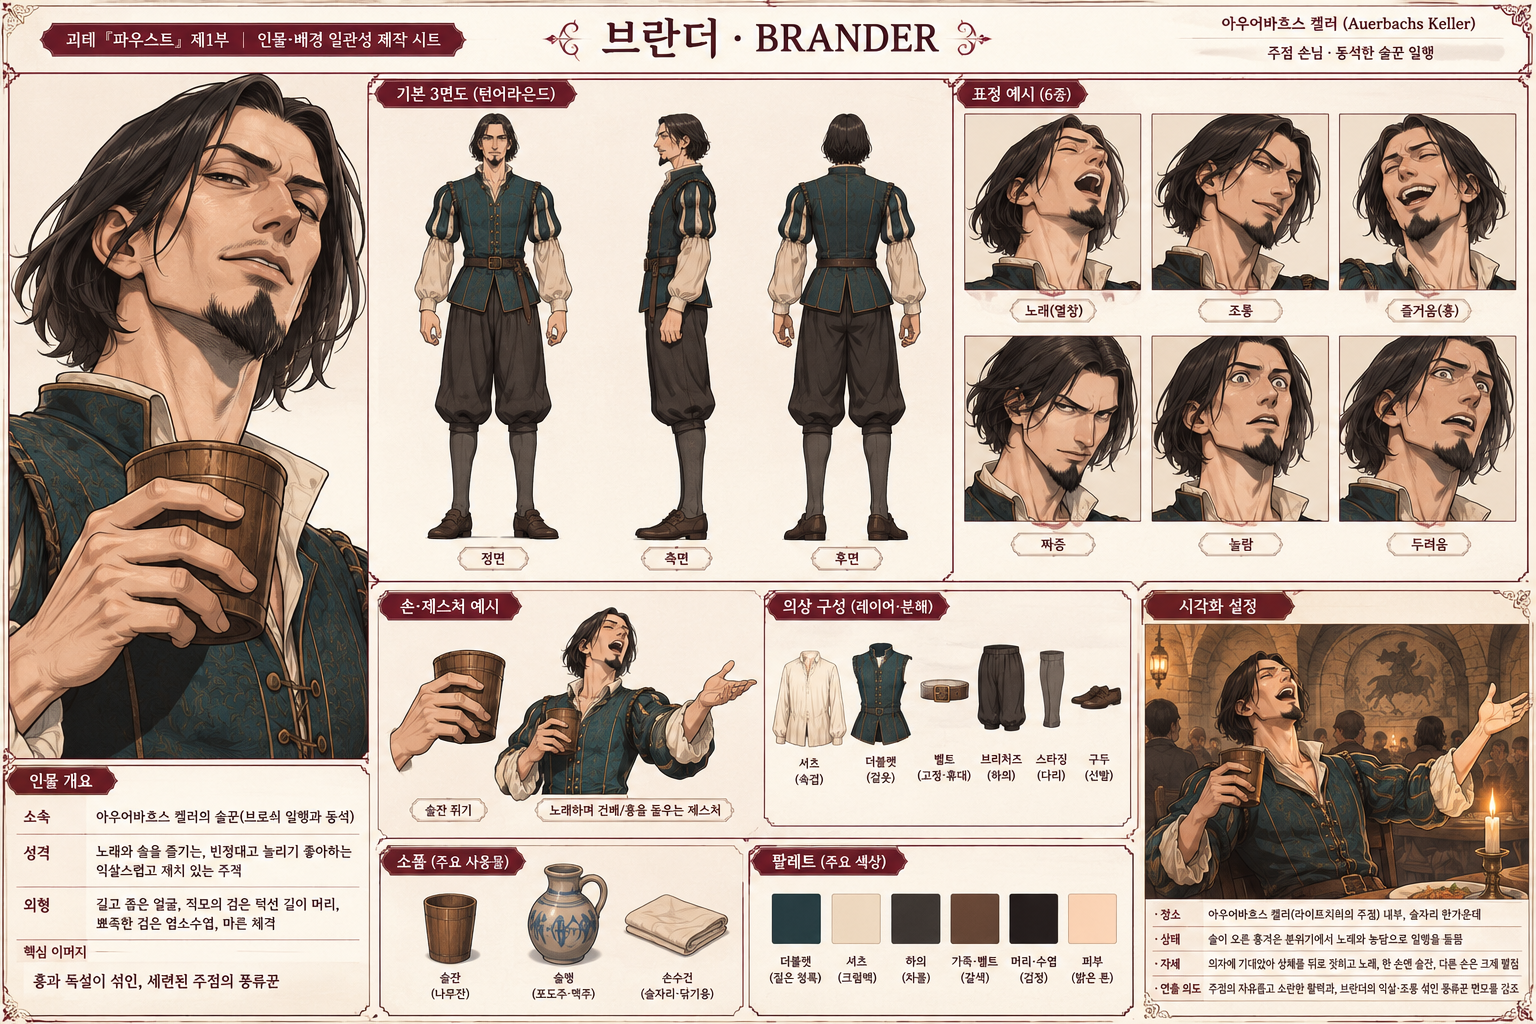 괴테 『파우스트』 제1부 | 인물·배경 일관성 제작 시트
브란더 · BRANDER
아우어바흐스 켈러 (Auerbachs Keller)
주점 손님 · 동석한 술꾼 일행
기본 3면도 (턴어라운드)
정면
측면
후면
표정 예시 (6종)
노래(열창)
조롱
즐거움(흥)
짜증
놀람
두려움
인물 개요
소속
아우어바흐스 켈러의 술꾼(브로쉬 일행과 동석)
성격
노래와 술을 즐기는, 빈정대고 놀리기 좋아하는
익살스럽고 재치 있는 주객
외형
길고 좁은 얼굴, 직모의 검은 턱선 길이 머리,
뾰족한 검은 염소수염, 마른 체격
핵심 이미지
흥과 독설이 섞인, 세련된 주점의 풍류꾼
손·제스처 예시
술잔 쥐기
노래하며 건배/흥을 돋우는 제스처
의상 구성 (레이어·분해)
셔츠
(속겁)
더블랫
(겉옷)
벨트
(고정·휴대)
브리처즈
(하의)
스타징
(다리)
구두
(신발)
소품 (주요 사용물)
술잔
(나무잔)
술병
(포도주·맥주)
손수건
(술자리·닦기용)
팔레트 (주요 색상)
더블랫
(짙은 청록)
셔츠
(크림백)
하의
(차콜)
가죽·벨트
(갈색)
머리·수염
(검정)
피부
(밝은 톤)
시각화 설정
· 장소
아우어바흐스 켈러(라이프치히의 주점) 내부, 술자리 한가운데
· 상태
술이 오른 흥겨은 분위기에서 노래와 농담으로 일행을 돌봄
· 자세
의자에 기대앉아 상체를 뒤로 젖히고 노래, 한 손엔 술잔, 다른 손은 크게 펼침
· 연출 의도
주점의 자유롭고 소란한 활력과, 브란더의 익살·조롱 섞인 풍류꾼 면모를 강조